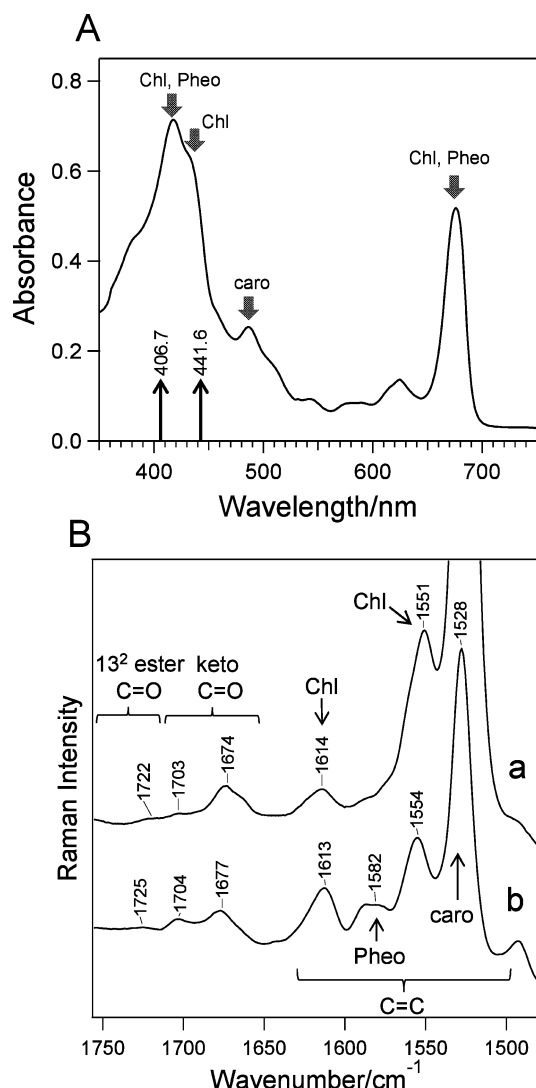 A
Chl, Pheo
Chl
Chl, Pheo
caro
406.7
441.6
0.8
0.6
0.4
0.2
0.0
Absorbance
400 500 600 700
Wavelength/nm
B
Chl
1551
1528
13² ester keto
C=O C=O
Chl
1722
1703
1674
1614
a
1725
1704
1677
1613
1582
1554
b
Pheo
caro
C=C
Raman Intensity
1750 1700 1650 1600 1550 1500
Wavenumber/cm⁻¹